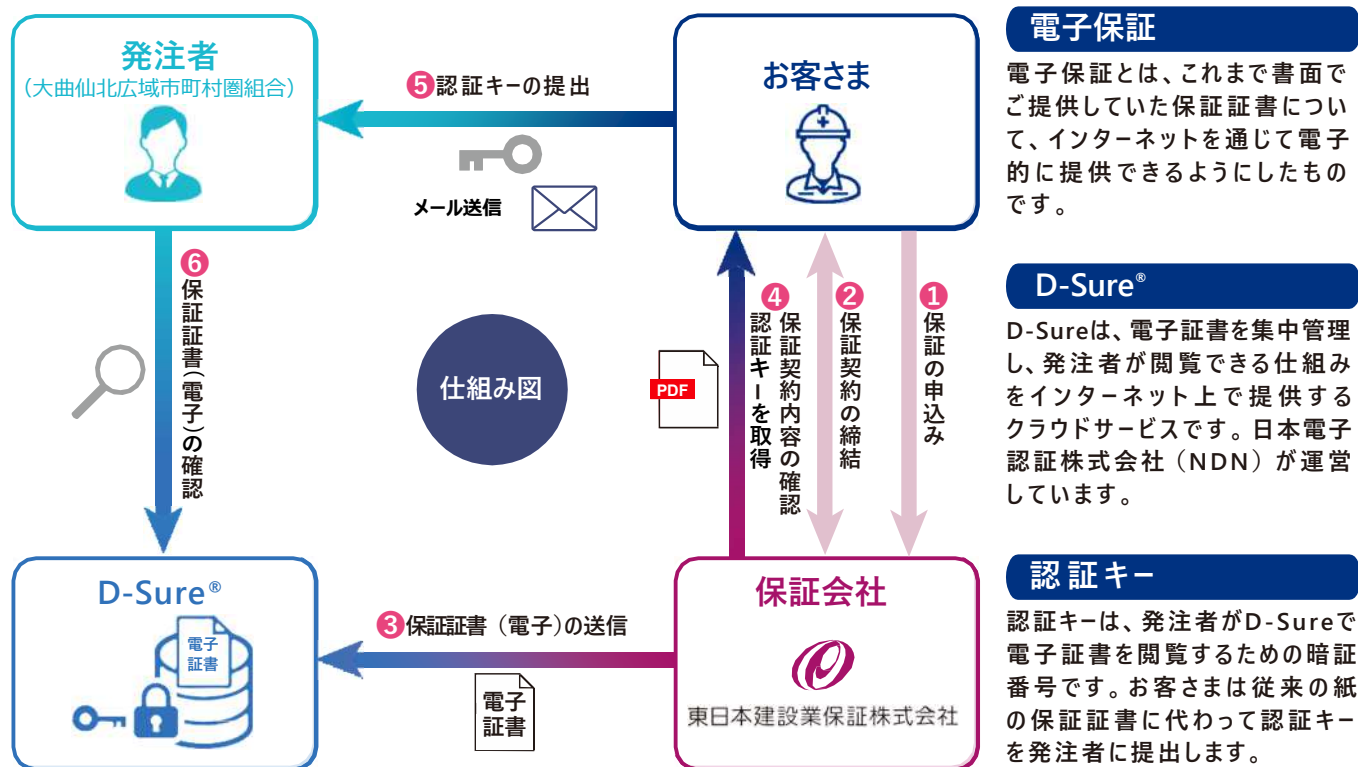 発注者
（大曲仙北広域市町村圏組合）
❺認証キーの提出
メール送信
お客さま
❻保証証書（電子）の確認
仕組み図
PDF
❹保証契約内容の確認
認証キーを取得
❷保証契約の締結
❶保証の申込み
D-Sure®
電子
証書
❸保証証書（電子）の送信
電子
証書
保証会社
東日本建設業保証株式会社
電子保証
電子保証とは、これまで書面で
ご提供していた保証証書につい
て、インターネットを通じて電子
的に提供できるようにしたもの
です。
D-Sure®
D-Sureは、電子証書を集中管理
し、発注者が閲覧できる仕組み
をインターネット上で提供する
クラウドサービスです。日本電子
認証株式会社（NDN）が運営
しています。
認証キー
認証キーは、発注者がD-Sureで
電子証書を閲覧するための暗証
番号です。お客さまは従来の紙
の保証証書に代わって認証キー
を発注者に提出します。